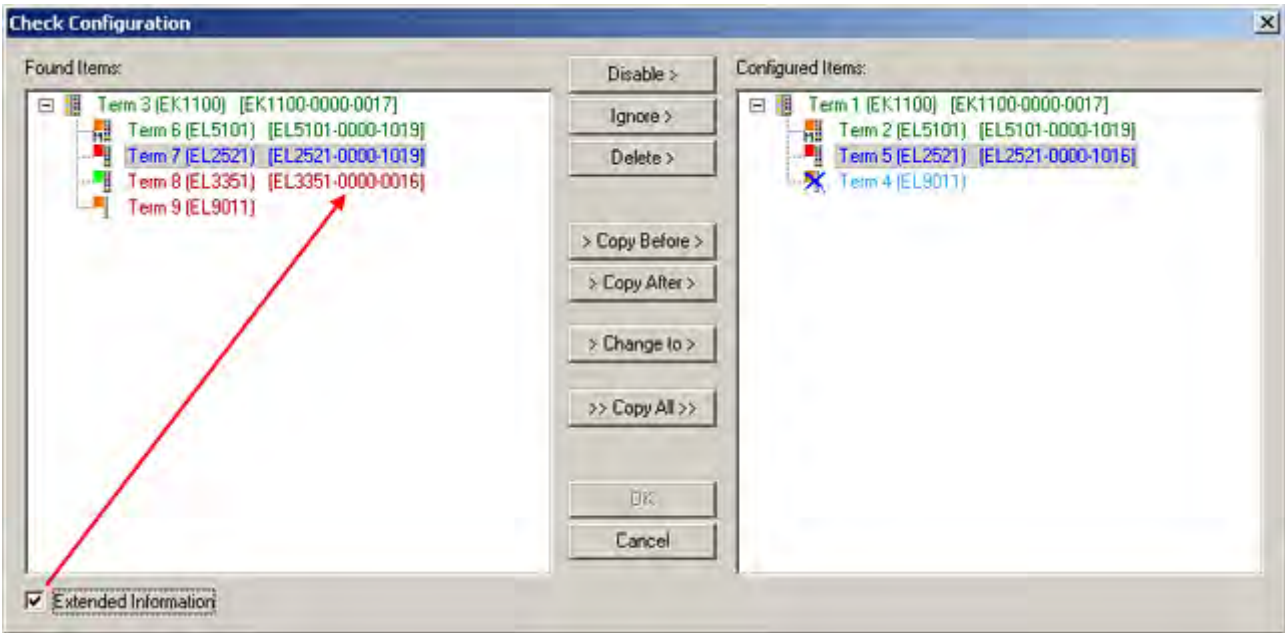 Check Configuration
Found Items:
Term 3 (EK1100) [EK1100-0000-0017]
Term 6 (EL5101) [EL5101-0000-1019]
Term 7 (EL2521) [EL2521-0000-1019]
Term 8 (EL3351) [EL3351-0000-0016]
Term 9 (EL9011)
Disable >
Ignore >
Delete >
> Copy Before >
> Copy After >
> Change to >
>> Copy All >>
OK
Cancel
Configured Items:
Term 1 (EK1100) [EK1100-0000-0017]
Term 2 (EL5101) [EL5101-0000-1019]
Term 5 (EL2521) [EL2521-0000-1016]
Term 4 (EL9011)
Extended Information